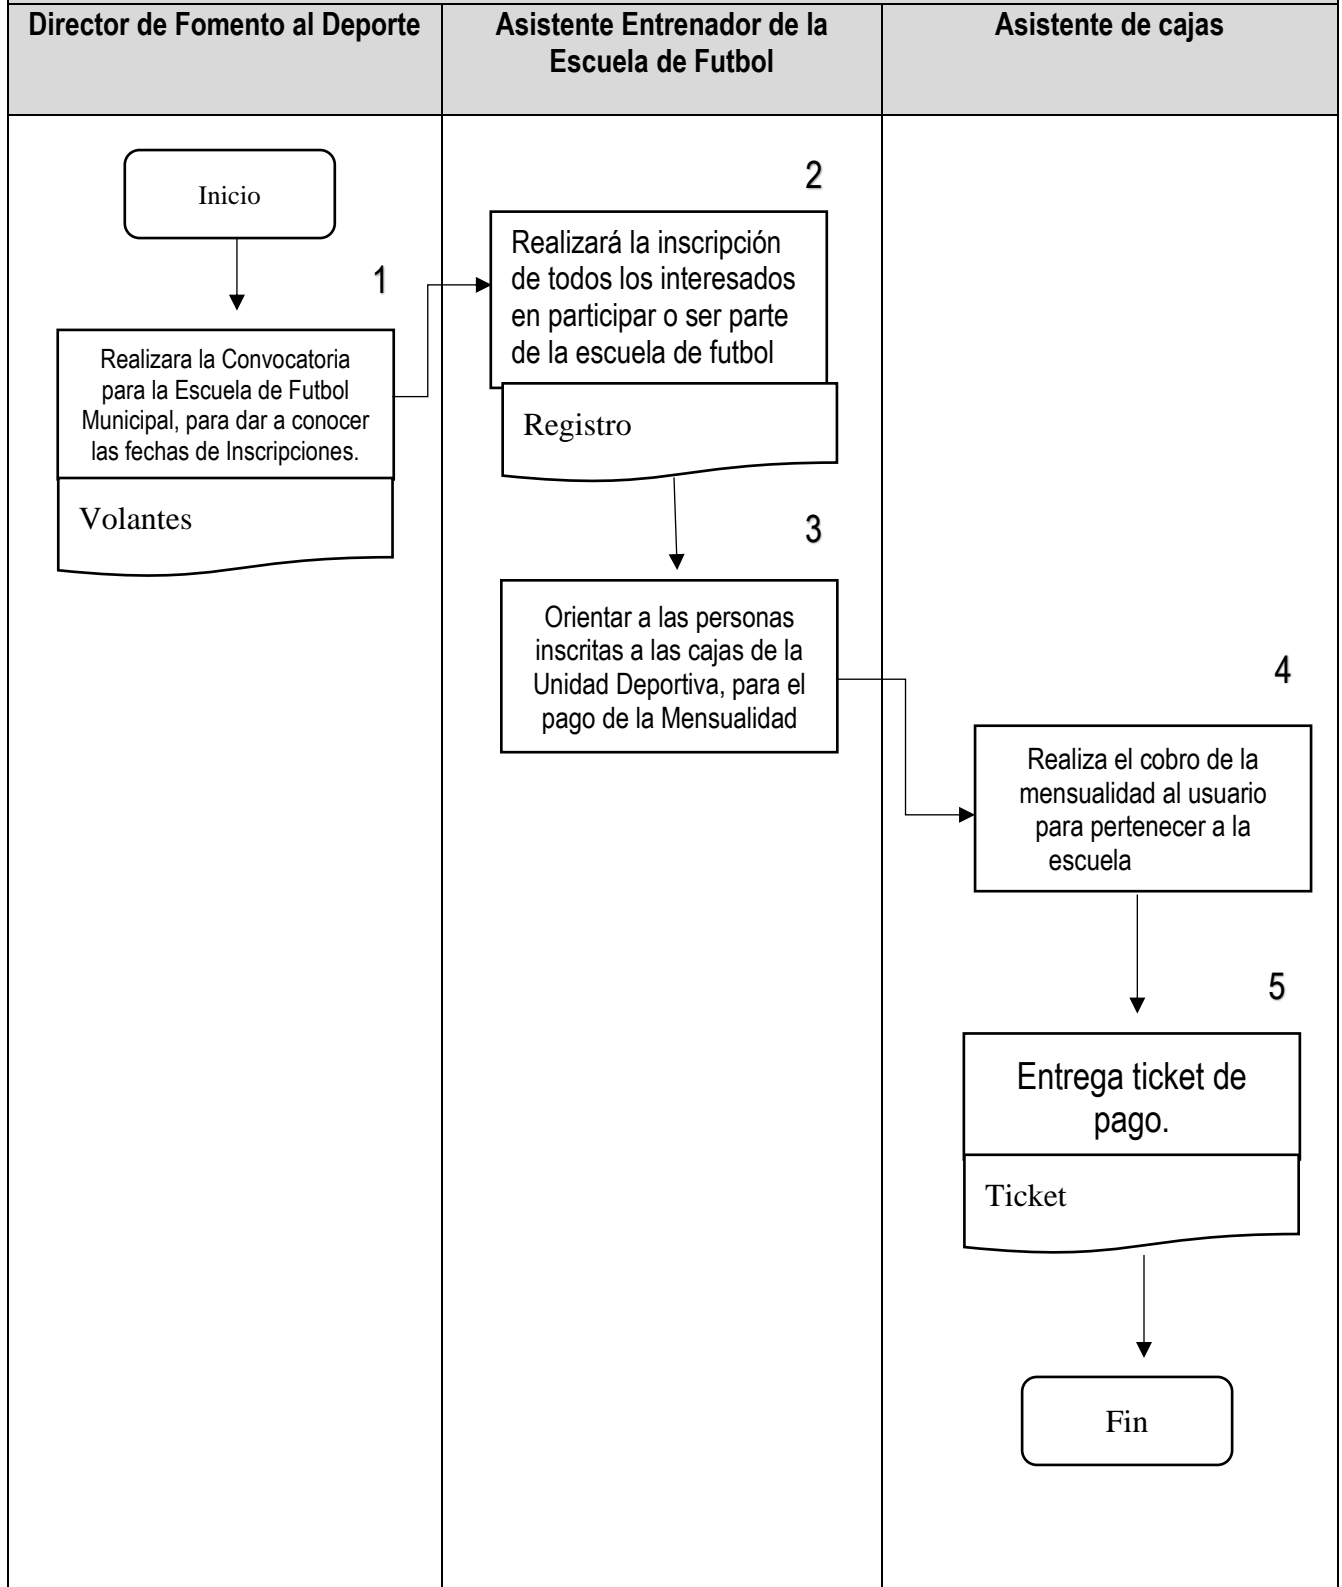 Director de Fomento al Deporte
Asistente Entrenador de la
Escuela de Futbol
Asistente de cajas
Inicio
1
Realizara la Convocatoria
para la Escuela de Futbol
Municipal, para dar a conocer
las fechas de Inscripciones.
Volantes
2
Realizará la inscripción
de todos los interesados
en participar o ser parte
de la escuela de futbol
Registro
3
Orientar a las personas
inscritas a las cajas de la
Unidad Deportiva, para el
pago de la Mensualidad
4
Realiza el cobro de la
mensualidad al usuario
para pertenecer a la
escuela
5
Entrega ticket de
pago.
Ticket
Fin